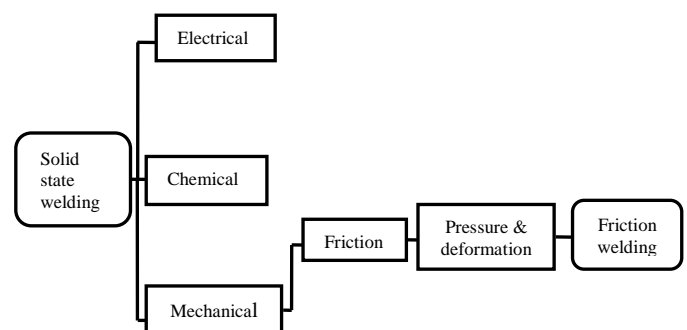 Electrical
Solid
state
welding
Chemical
Mechanical
Friction
Pressure &
deformation
Friction
welding